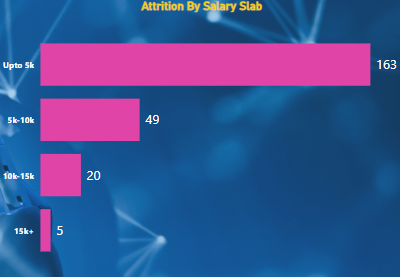 Attrition By Salary Slab
Upto 5k 163
5k-10k 49
10k-15k 20
15k+ 5